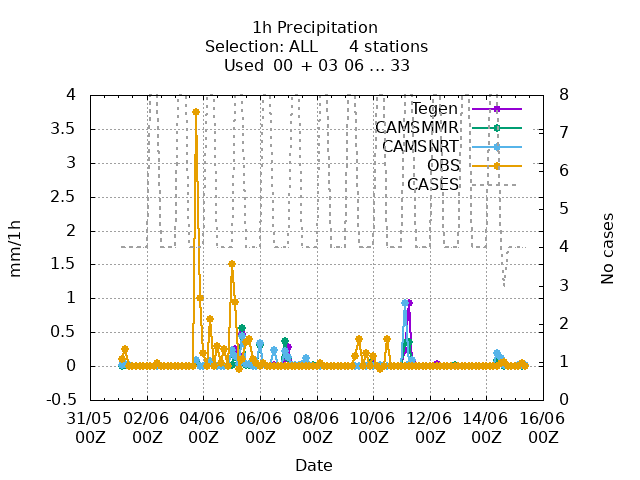 1h Precipitation
Selection: ALL 4 stations
Used 00 + 03 06 ... 33
4
3.5
3
2.5
2
1.5
1
0.5
0
-0.5
mm/1h
8
7
6
5
4
3
2
1
0
No cases
Tegen
CAMSMMR
CAMSNRT
OBS
CASES
31/05 02/06 04/06 06/06 08/06 10/06 12/06 14/06 16/06
00Z 00Z 00Z 00Z 00Z 00Z 00Z 00Z 00Z
Date